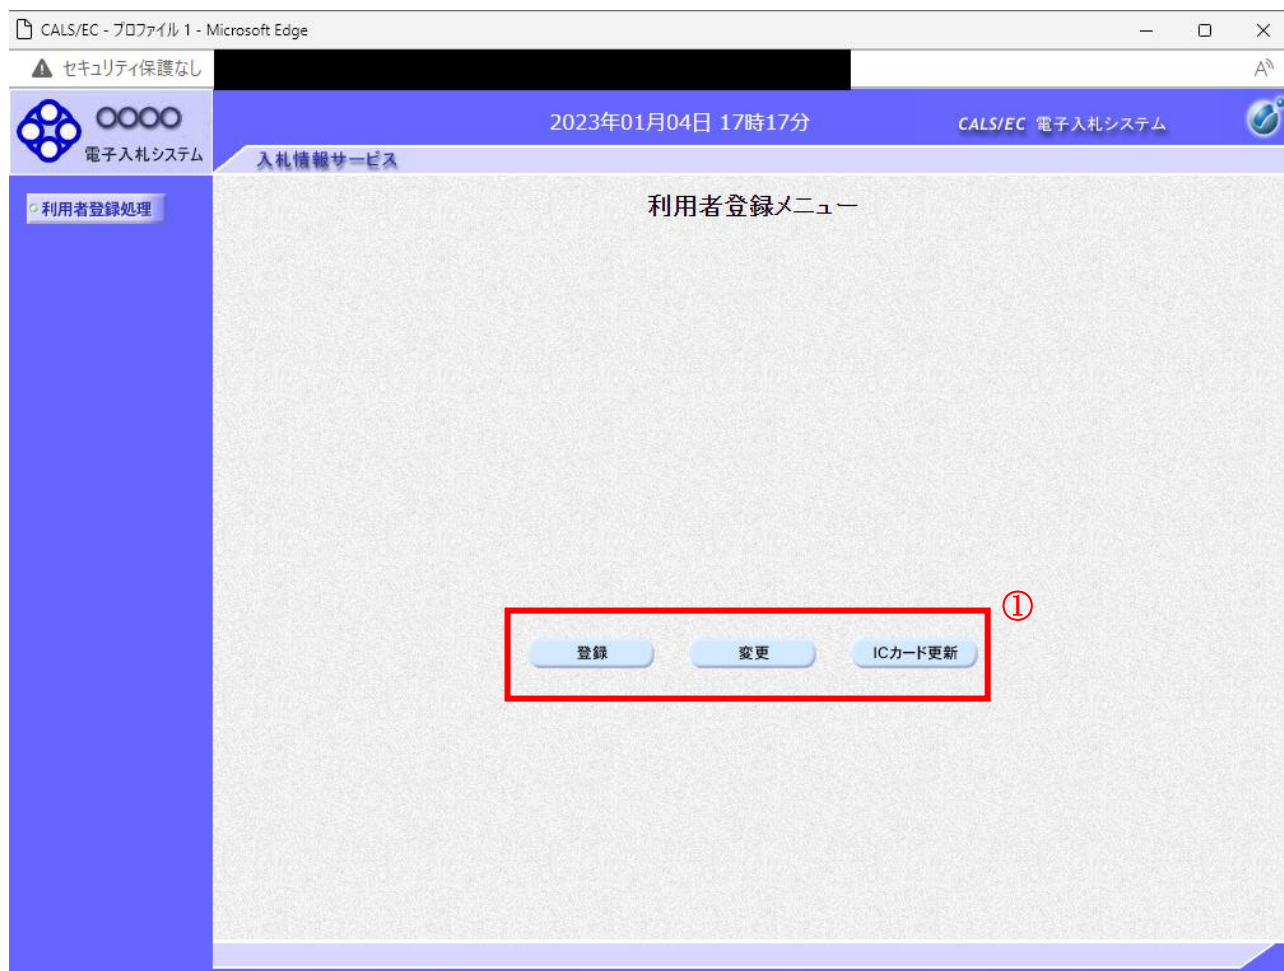 CALS/EC - プロファイル 1 - Microsoft Edge
セキュリティ保護なし
〇〇〇〇
電子入札システム
2023年01月04日 17時17分
CALS/EC 電子入札システム
入札情報サービス
利用者登録処理
利用者登録メニュー
①
登録
変更
ICカード更新